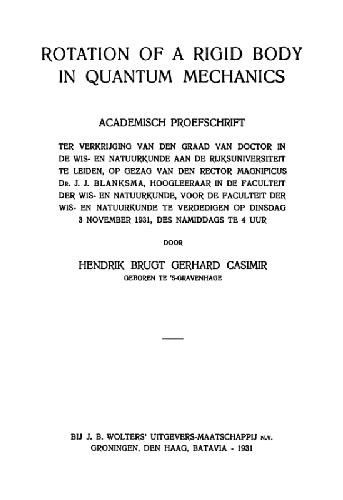 ROTATION OF A RIGID BODY
IN QUANTUM MECHANICS
ACADEMISCH PROEFSCHRIFT
TER VERKRIJGING VAN DEN GRAAD VAN DOCTOR IN
DE WIS- EN NATUURKUNDE AAN DE RIJKSUNIVERSITEIT
TE LEIDEN, OP GEZAG VAN DEN RECTOR MAGNIFICUS
DR. J. J. BLANKSMA, HOOGLEERAAR IN DE FACULTEIT
DER WIS- EN NATUURKUNDE, VOOR DE FACULTEIT DER
WIS- EN NATUURKUNDE TE VERDEDIGEN OP DINSDAG
3 NOVEMBER 1931, DES NAMIDDAGS TE 4 UUR
DOOR
HENDRIK BRUGT GERHARD CASIMIR
GEBOREN TE 'S-GRAVENHAGE
BIJ J. B. WOLTERS' UITGEVERS-MAATSCHAPPIJ N.V.
GRONINGEN, DEN HAAG, BATAVIA - 1931